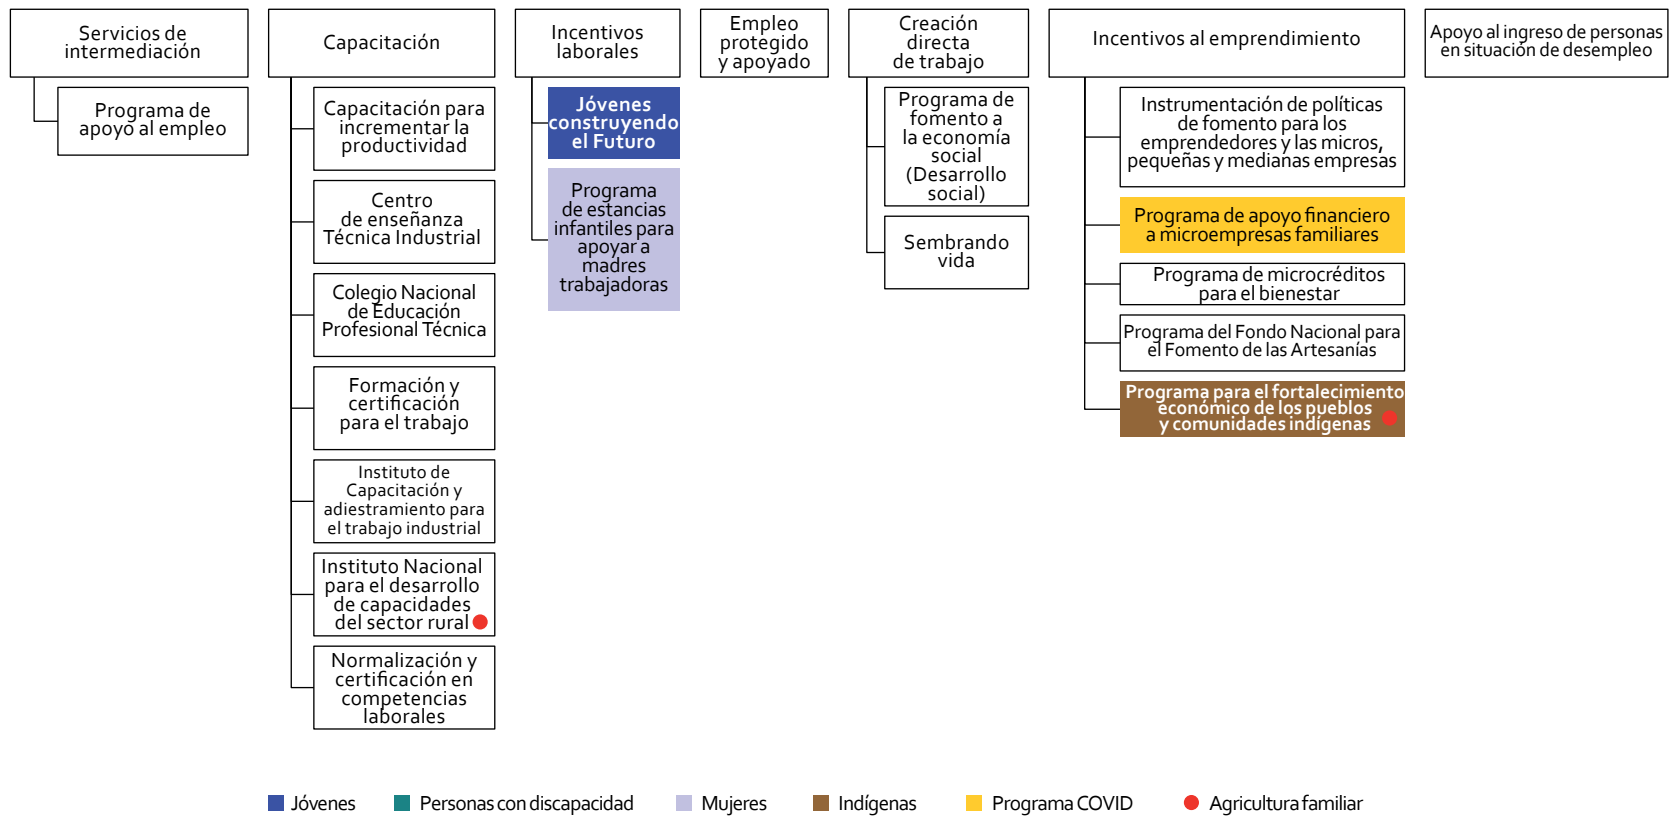 Servicios de
intermediación
Programa de
apoyo al empleo
Capacitación
Capacitación para
incrementar la
productividad
Centro
de enseñanza
Técnica Industrial
Colegio Nacional
de Educación
Profesional Técnica
Formación y
certificación
para el trabajo
Instituto de
Capacitación y
adiestramiento para
el trabajo industrial
Instituto Nacional
para el desarrollo
de capacidades
del sector rural
Normalización y
certificación en
competencias
laborales
Incentivos
laborales
Jóvenes
construyendo
el Futuro
Programa
de estancias
infantiles para
apoyar a
madres
trabajadoras
Empleo
protegido
y apoyado
Creación
directa
de trabajo
Programa de
fomento a
la economía
social
(Desarrollo
social)
Sembrando
vida
Incentivos al emprendimiento
Instrumentación de políticas
de fomento para los
emprendedores y las micros,
pequeñas y medianas empresas
Programa de apoyo financiero
a microempresas familiares
Programa de microcréditos
para el bienestar
Programa del Fondo Nacional para
el Fomento de las Artesanías
Programa para el fortalecimiento
económico de los pueblos
y comunidades indígenas
Apoyo al ingreso de personas
en situación de desempleo
Jóvenes
Personas con discapacidad
Mujeres
Indígenas
Programa COVID
Agricultura familiar